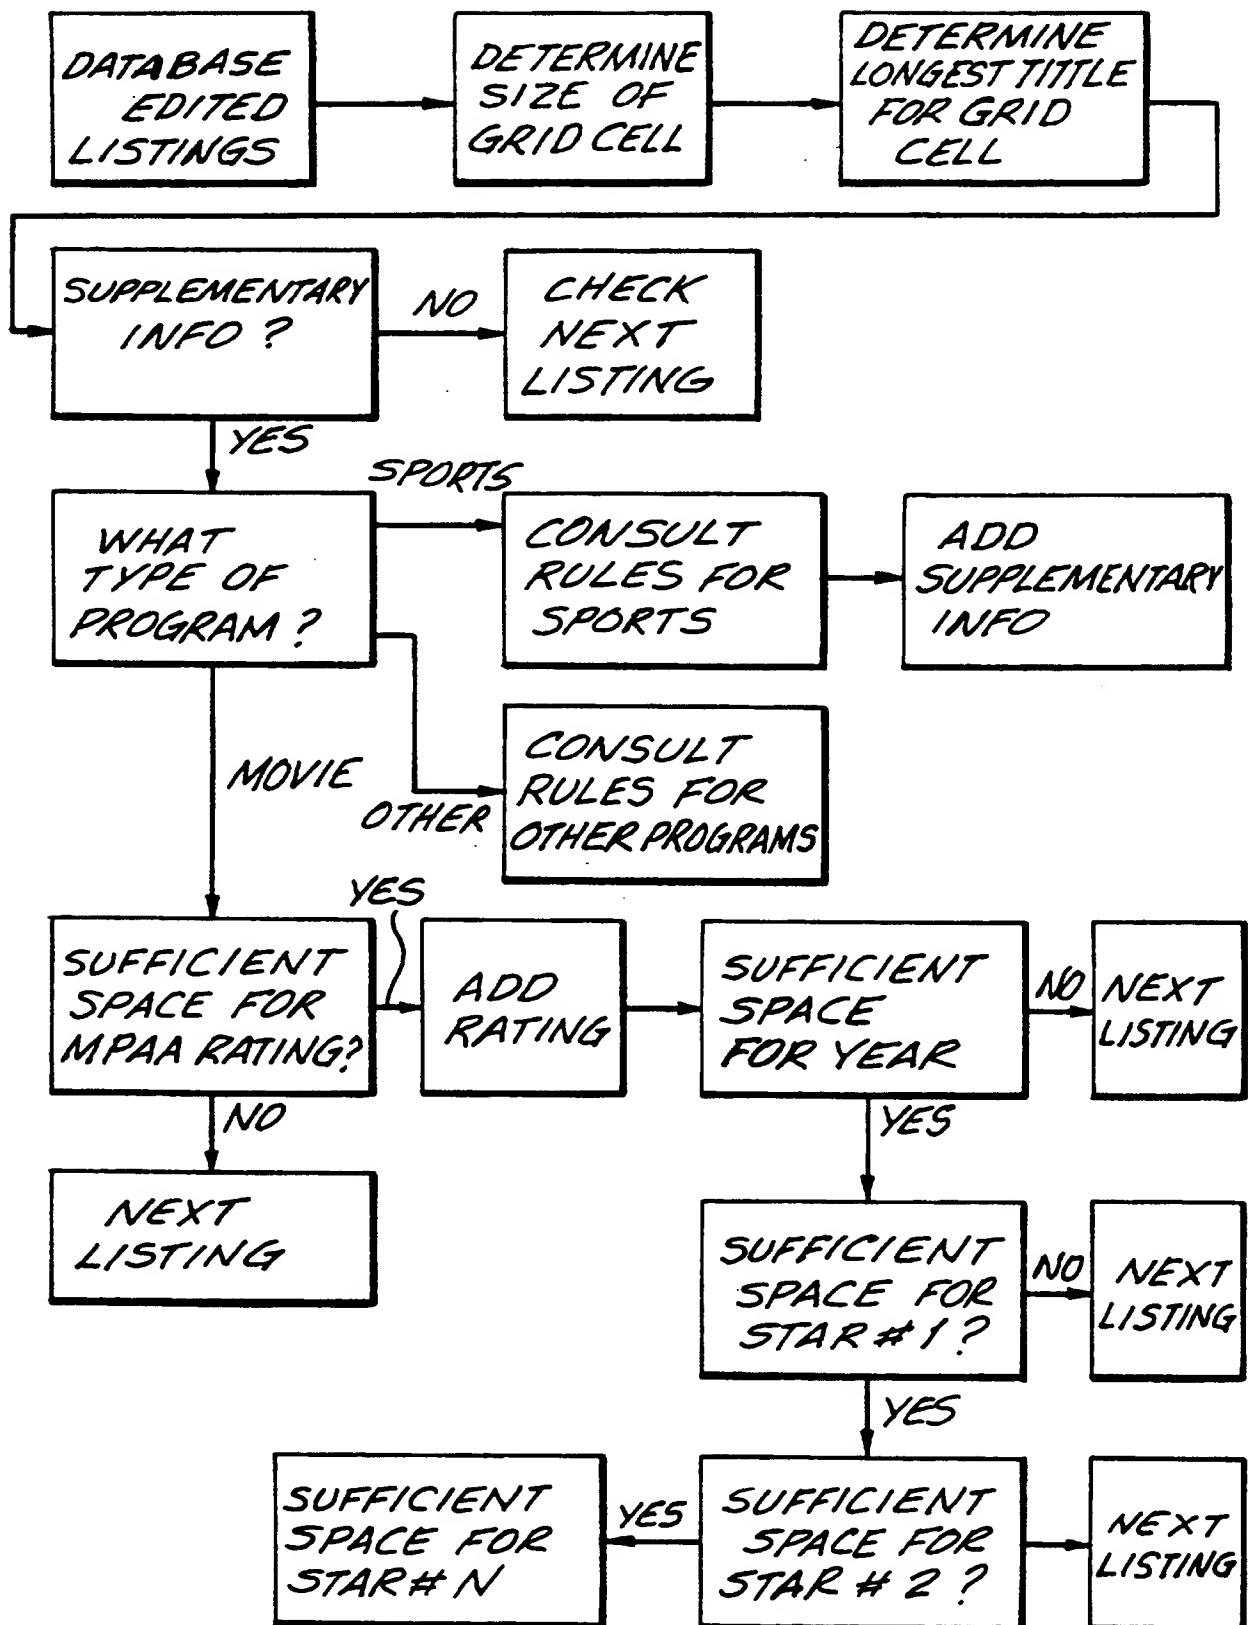 DATABASE
EDITED
LISTINGS
DETERMINE
SIZE OF
GRID CELL
DETERMINE
LONGEST TITTLE
FOR GRID
CELL
SUPPLEMENTARY
INFO ?
NO
CHECK
NEXT
LISTING
YES
WHAT
TYPE OF
PROGRAM ?
SPORTS
CONSULT
RULES FOR
SPORTS
ADD
SUPPLEMENTARY
INFO
OTHER
CONSULT
RULES FOR
OTHER PROGRAMS
MOVIE
SUFFICIENT
SPACE FOR
MPAA RATING?
YES
ADD
RATING
SUFFICIENT
SPACE
FOR YEAR
NO
NEXT
LISTING
NO
NEXT
LISTING
YES
SUFFICIENT
SPACE FOR
STAR # 1 ?
NO
NEXT
LISTING
YES
SUFFICIENT
SPACE FOR
STAR # 2 ?
NEXT
LISTING
YES
SUFFICIENT
SPACE FOR
STAR # N